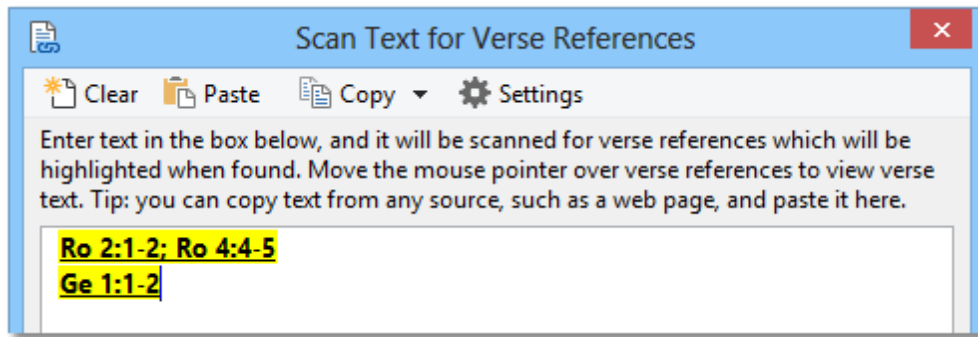 Scan Text for Verse References
Clear Paste Copy Settings
Enter text in the box below, and it will be scanned for verse references which will be
highlighted when found. Move the mouse pointer over verse references to view verse
text. Tip: you can copy text from any source, such as a web page, and paste it here.
Ro 2:1-2; Ro 4:4-5
Ge 1:1-2